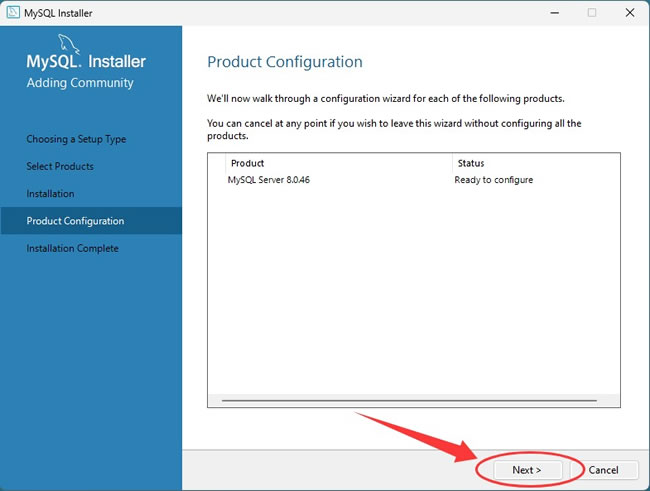 MySQL Installer
MySQL. Installer
Adding Community
Choosing a Setup Type
Select Products
Installation
Product Configuration
Installation Complete
Product Configuration
We'll now walk through a configuration wizard for each of the following products.
You can cancel at any point if you wish to leave this wizard without configuring all the
products.
Product Status
MySQL Server 8.0.46 Ready to configure
Next > Cancel